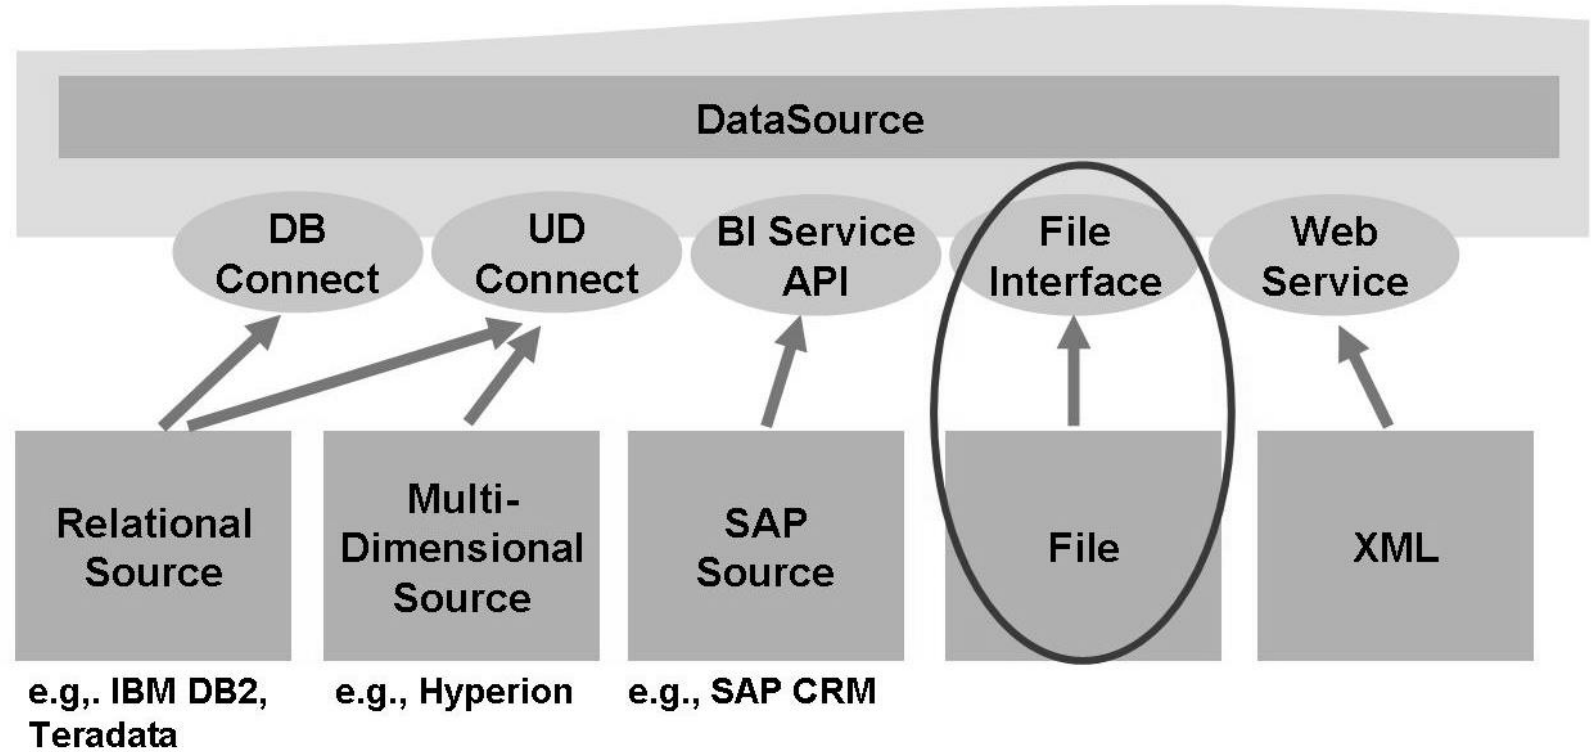 DataSource
DB
Connect
UD
Connect
BI Service
API
File
Interface
Web
Service
Relational
Source
Multi-
Dimensional
Source
SAP
Source
File
XML
e.g,. IBM DB2,
Teradata
e.g., Hyperion
e.g., SAP CRM